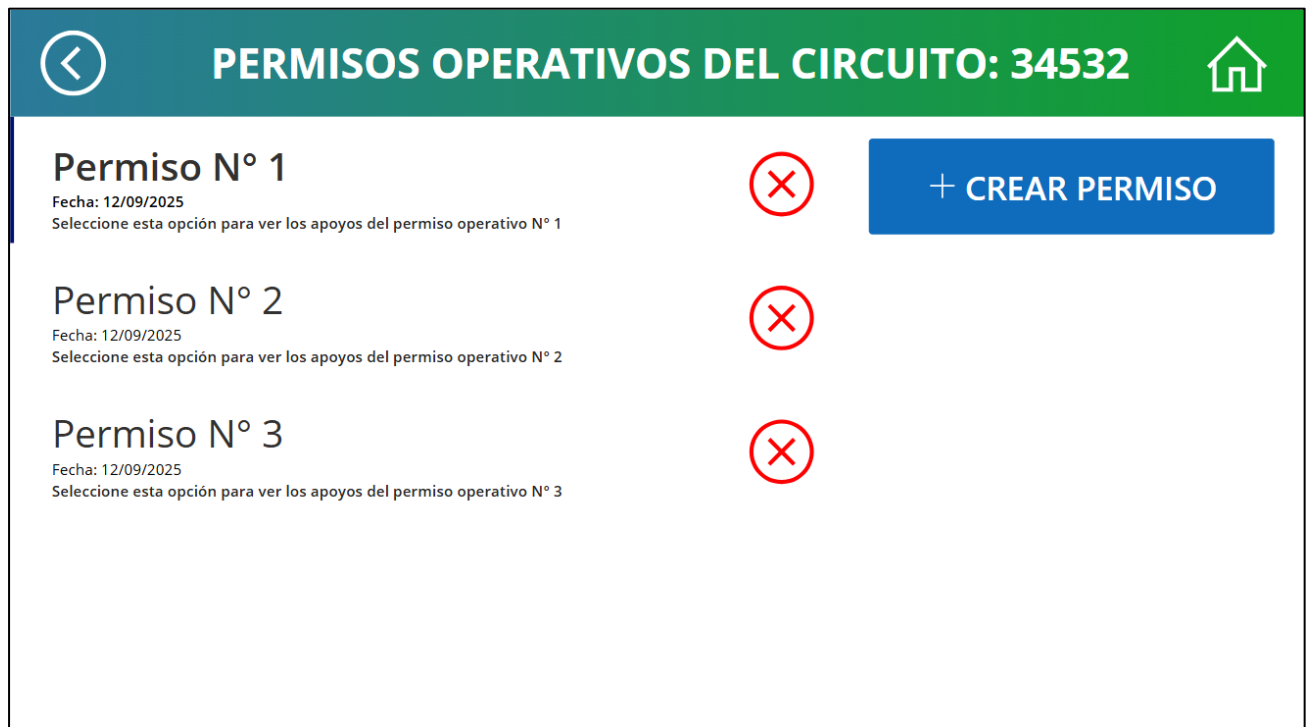 PERMISOS OPERATIVOS DEL CIRCUITO: 34532
Permiso N° 1
Fecha: 12/09/2025
Seleccione esta opción para ver los apoyos del permiso operativo N° 1
+ CREAR PERMISO
Permiso N° 2
Fecha: 12/09/2025
Seleccione esta opción para ver los apoyos del permiso operativo N° 2
Permiso N° 3
Fecha: 12/09/2025
Seleccione esta opción para ver los apoyos del permiso operativo N° 3